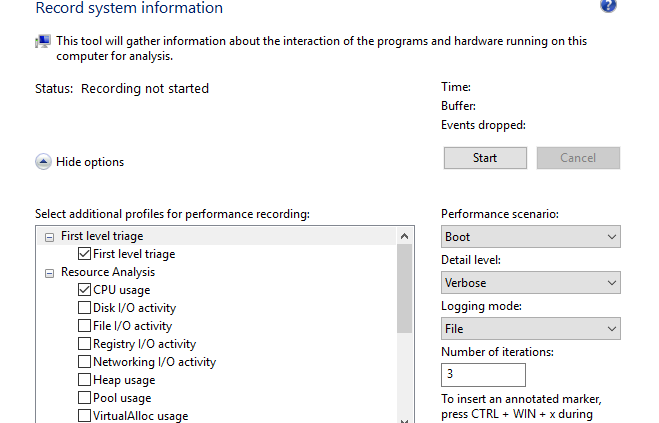 Record system information
?
This tool will gather information about the interaction of the programs and hardware running on this
computer for analysis.
Status: Recording not started
Time:
Buffer:
Events dropped:
Hide options
Start
Cancel
Select additional profiles for performance recording:
First level triage
First level triage
Resource Analysis
CPU usage
Disk I/O activity
File I/O activity
Registry I/O activity
Networking I/O activity
Heap usage
Pool usage
VirtualAlloc usage
Performance scenario:
Boot
Detail level:
Verbose
Logging mode:
File
Number of iterations:
3
To insert an annotated marker,
press CTRL + WIN + x during